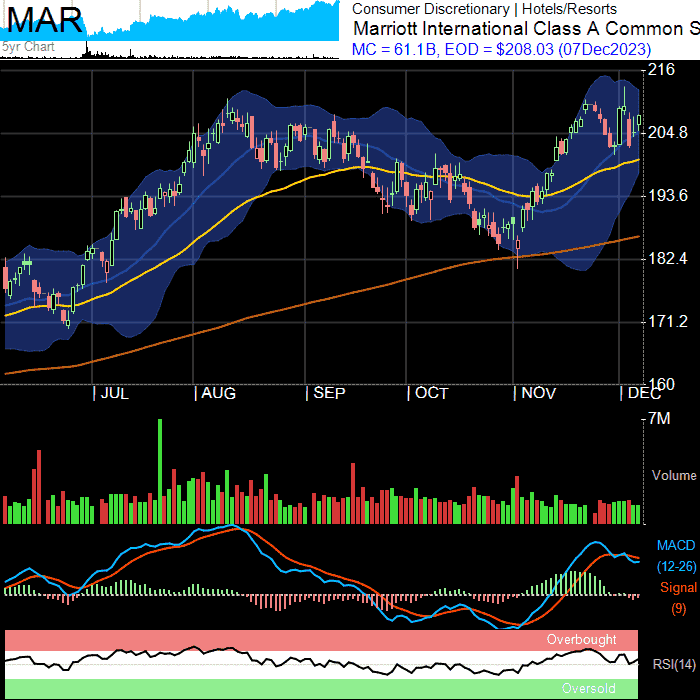 MAR
5yr Chart
Consumer Discretionary | Hotels/Resorts
Marriott International Class A Common S
MC = 61.1B, EOD = $208.03 (07Dec2023)
216
204.8
193.6
182.4
171.2
160
| JUL | AUG | SEP | OCT | NOV | DEC
7M
Volume
MACD
(12-26)
Signal
(9)
Overbought
RSI(14)
Oversold